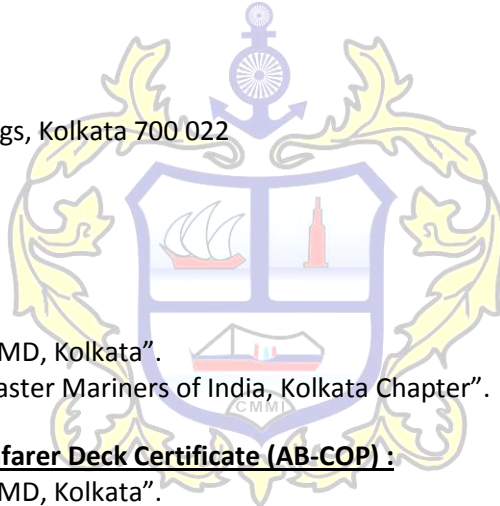 gs, Kolkata 700 022
MD, Kolkata”.
aster Mariners of India, Kolkata Chapter”.
CMMI
farer Deck Certificate (AB-COP) :
MD, Kolkata”.